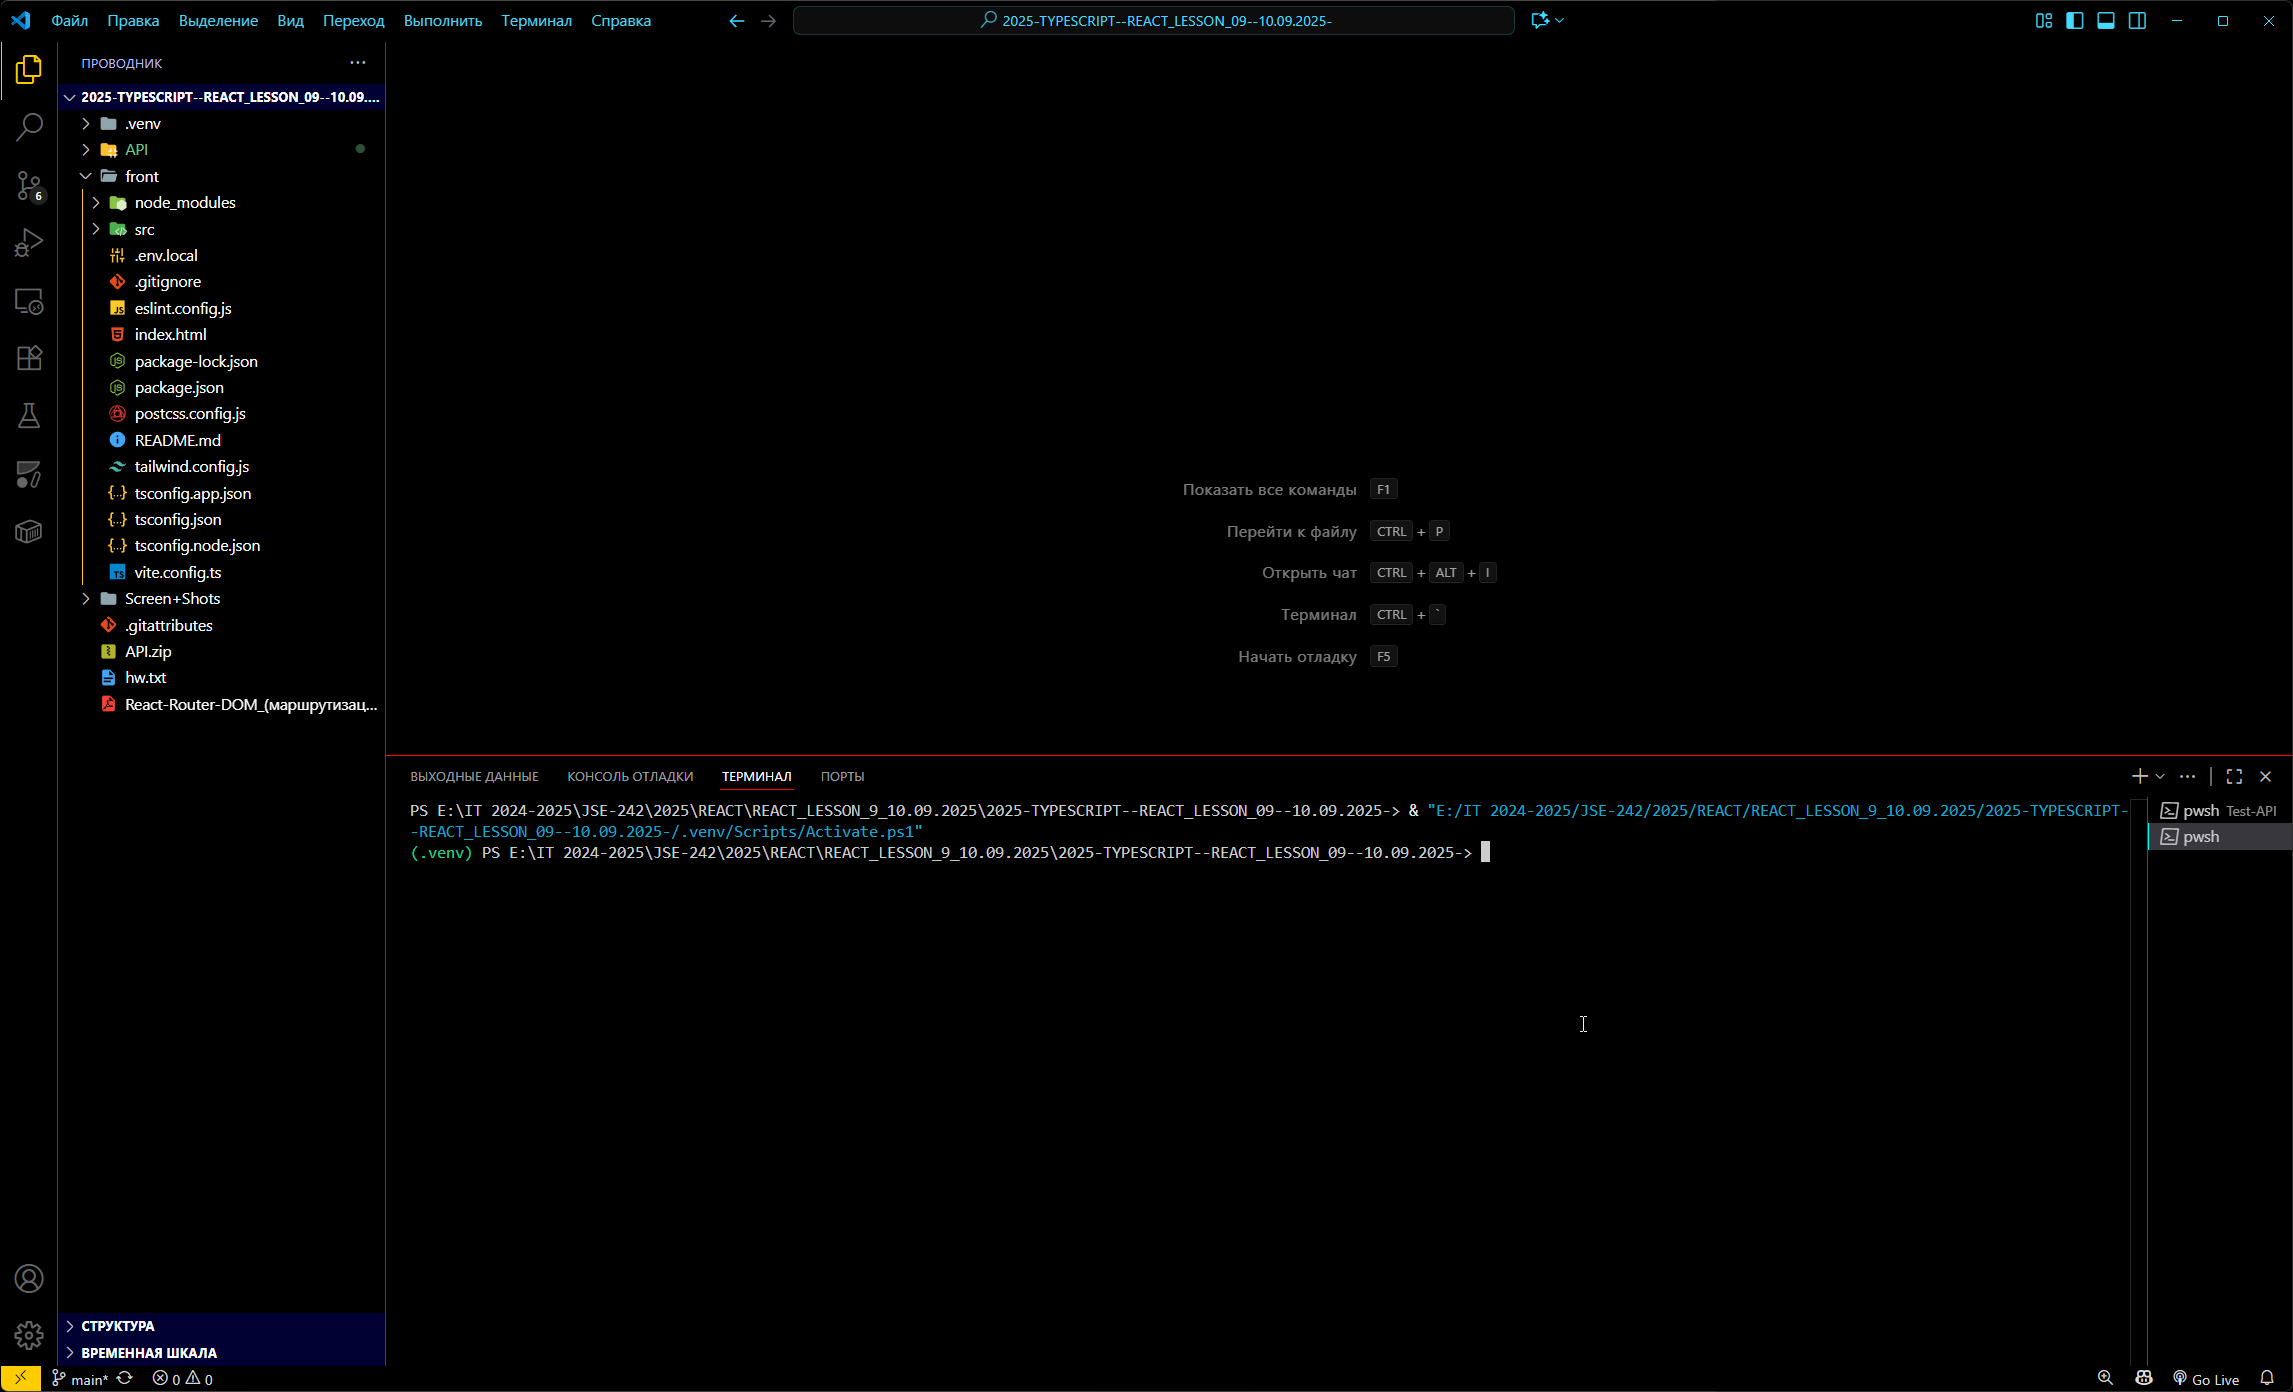 Файл Правка Выделение Вид Переход Выполнить Терминал Справка
2025-TYPESCRIPT--REACT_LESSON_09--10.09.2025-
ПРОВОДНИК
2025-TYPESCRIPT--REACT_LESSON_09--10.09....
.venv
API
front
node_modules
src
.env.local
.gitignore
eslint.config.js
index.html
package-lock.json
package.json
postcss.config.js
README.md
tailwind.config.js
tsconfig.app.json
tsconfig.json
tsconfig.node.json
vite.config.ts
Screen+Shots
.gitattributes
API.zip
hw.txt
React-Router-DOM_(маршрутизац...
6
Показать все команды F1
Перейти к файлу CTRL + P
Открыть чат CTRL + ALT + I
Терминал CTRL + `
Начать отладку F5
ВЫХОДНЫЕ ДАННЫЕ КОНСОЛЬ ОТЛАДКИ ТЕРМИНАЛ ПОРТЫ
PS E:\IT 2024-2025\JSE-242\2025\REACT\REACT_LESSON_9_10.09.2025\2025-TYPESCRIPT--REACT_LESSON_09--10.09.2025-> & "E:/IT 2024-2025/JSE-242/2025/REACT/REACT_LESSON_9_10.09.2025/2025-TYPESCRIPT-
-REACT_LESSON_09--10.09.2025-/.venv/Scripts/Activate.ps1"
(.venv) PS E:\IT 2024-2025\JSE-242\2025\REACT\REACT_LESSON_9_10.09.2025\2025-TYPESCRIPT--REACT_LESSON_09--10.09.2025->
pwsh Test-API
pwsh
СТРУКТУРА
ВРЕМЕННАЯ ШКАЛА
main* 0 0 Go Live